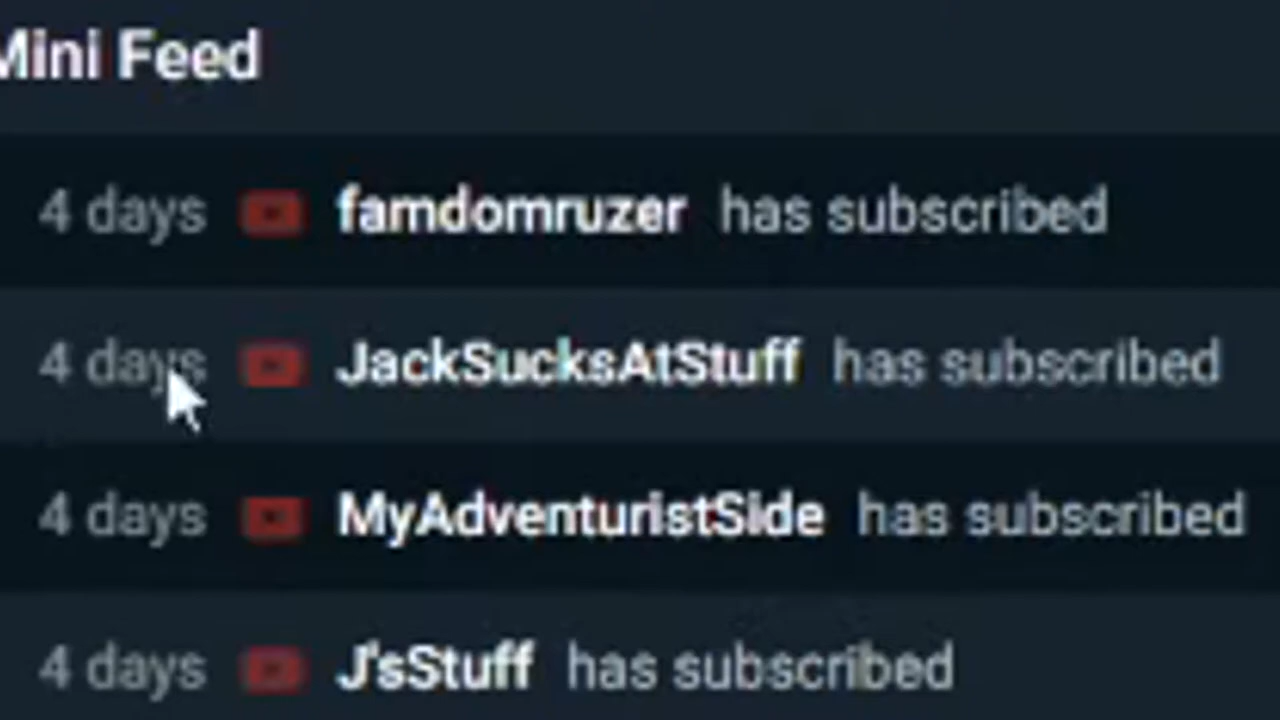 Mini Feed
4 days famdomruzer has subscribed
4 days JackSucksAtStuff has subscribed
4 days MyAdventuristSide has subscribed
4 days J'sStuff has subscribed